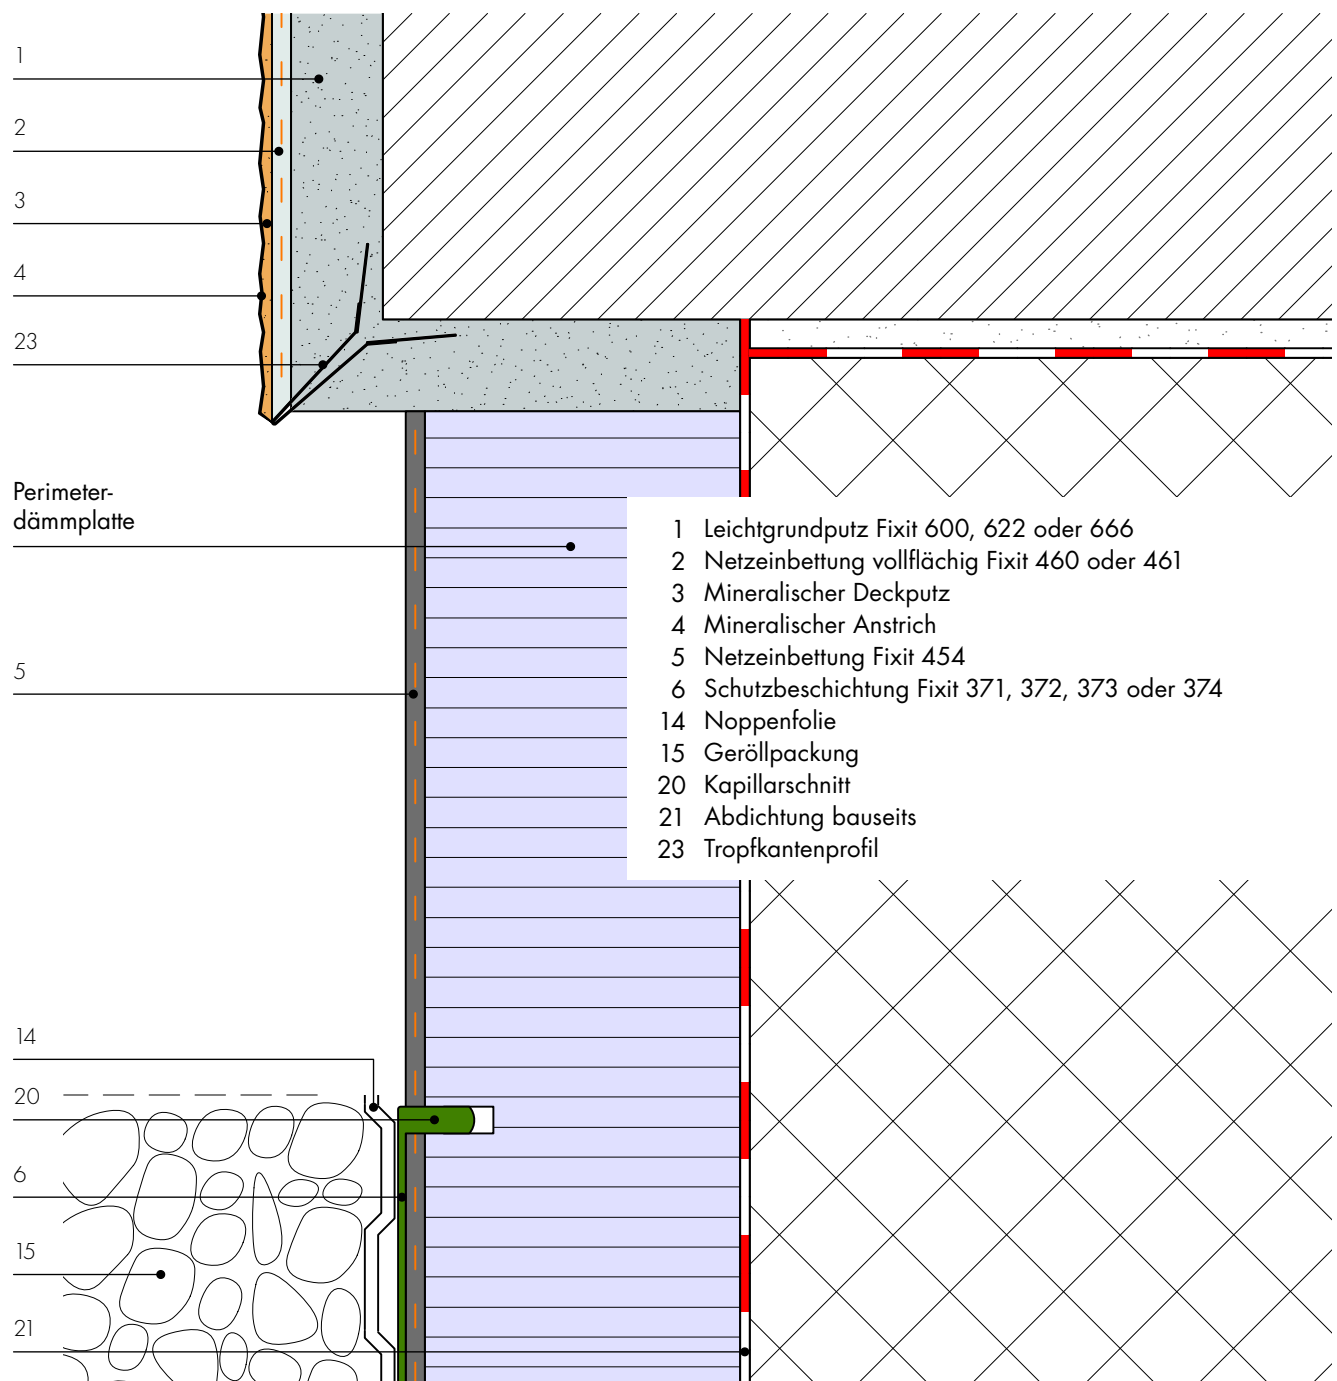 1
2
3
4
23
Perimeter-
dämmplatte
5
14
20
6
15
21
1 Leichtgrundputz Fixit 600, 622 oder 666
2 Netzeinbettung vollflächig Fixit 460 oder 461
3 Mineralischer Deckputz
4 Mineralischer Anstrich
5 Netzeinbettung Fixit 454
6 Schutzbeschichtung Fixit 371, 372, 373 oder 374
14 Noppenfolie
15 Geröllpackung
20 Kapillarschnitt
21 Abdichtung bauseits
23 Tropfkantenprofil